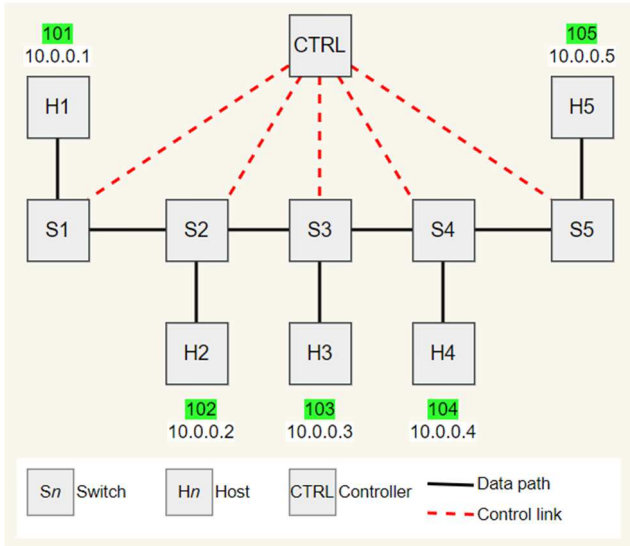 101
10.0.0.1
H1
CTRL
105
10.0.0.5
H5
S1
S2
S3
S4
S5
H2
H3
H4
102
10.0.0.2
103
10.0.0.3
104
10.0.0.4
Sn Switch
Hn Host
CTRL Controller
Data path
Control link